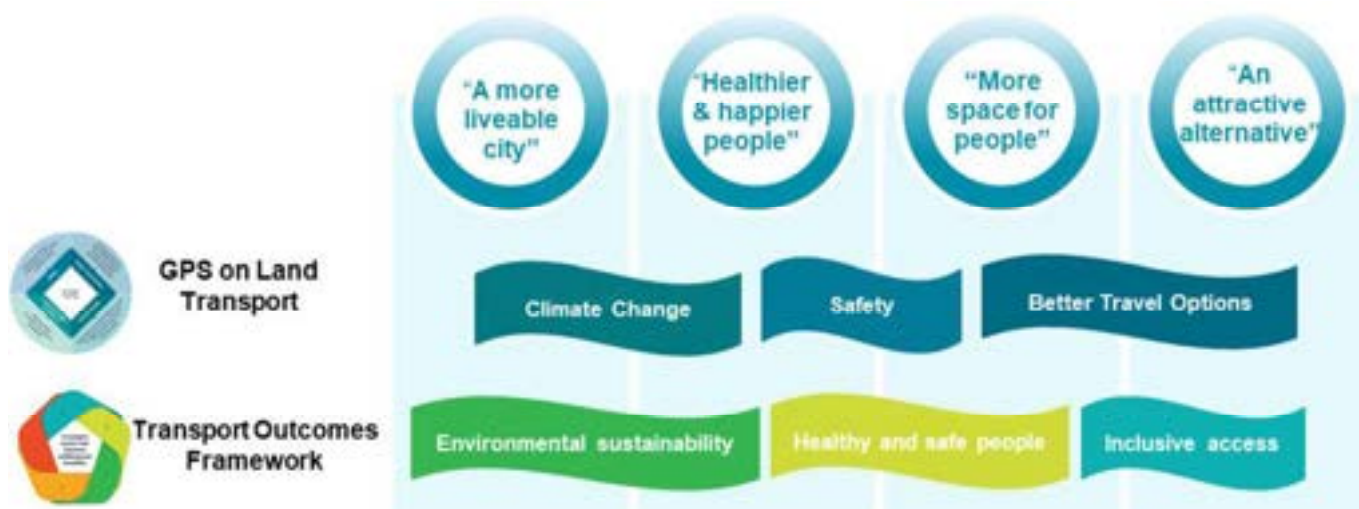 "A more
liveable
city"
"Healthier
& happier
people"
"More
space for
people"
"An
attractive
alternative"
GPS on Land
Transport
Climate Change
Safety
Better Travel Options
Transport Outcomes
Framework
Environmental sustainability
Healthy and safe people
Inclusive access